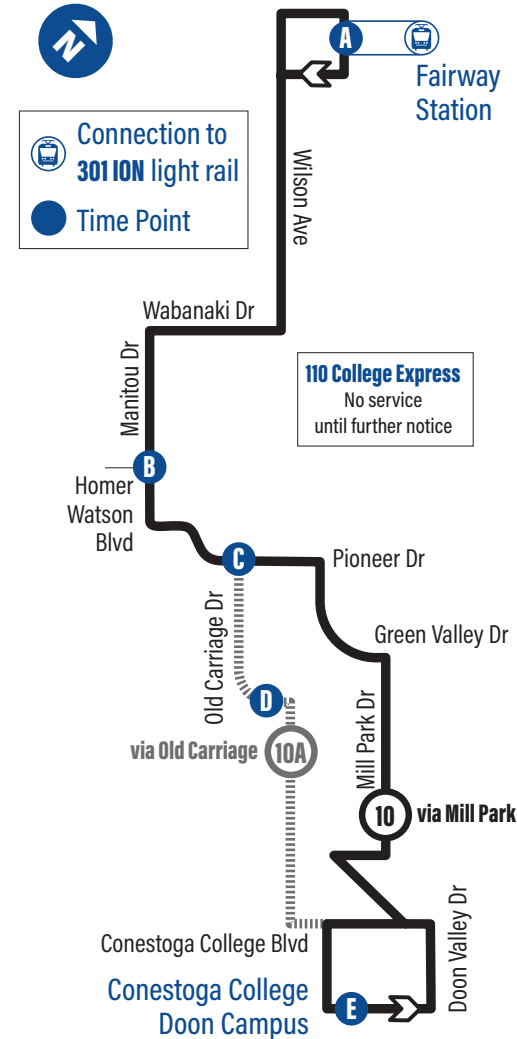 N
A
Fairway
Station
Connection to
301 ION light rail
Time Point
Wilson Ave
Wabanaki Dr
Manitou Dr
110 College Express
No service
until further notice
B
Homer
Watson
Blvd
C
Pioneer Dr
Old Carriage Dr
Green Valley Dr
D
Mill Park Dr
via Old Carriage
10A
10
via Mill Park
Conestoga College Blvd
Doon Valley Dr
Conestoga College
Doon Campus
E